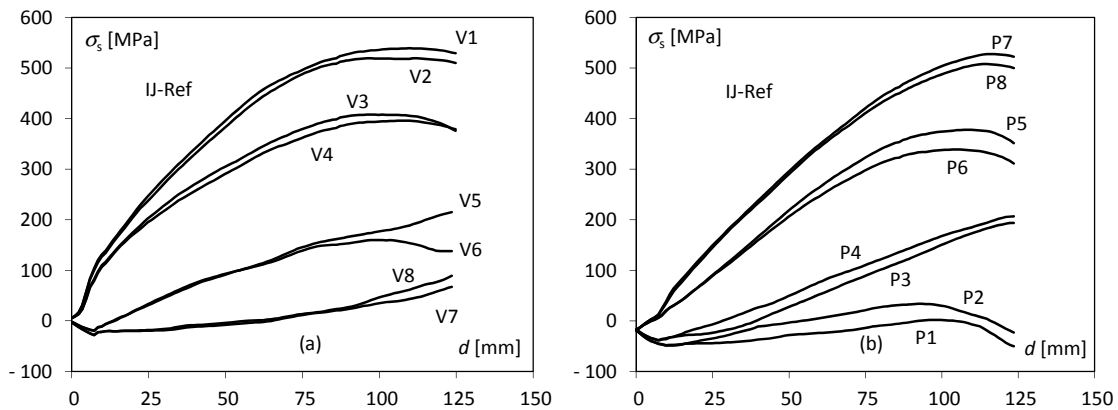 600
σs [MPa]
V1
500
V2
IJ-Ref
V3
400
V4
300
V5
200
V6
100
V8
0
V7
(a)
d [mm]
- 100
0 25 50 75 100 125 150
600
σs [MPa]
P7
500
P8
IJ-Ref
400
P5
P6
300
200
P4
P3
100
P2
0
P1
(b)
d [mm]
- 100
0 25 50 75 100 125 150